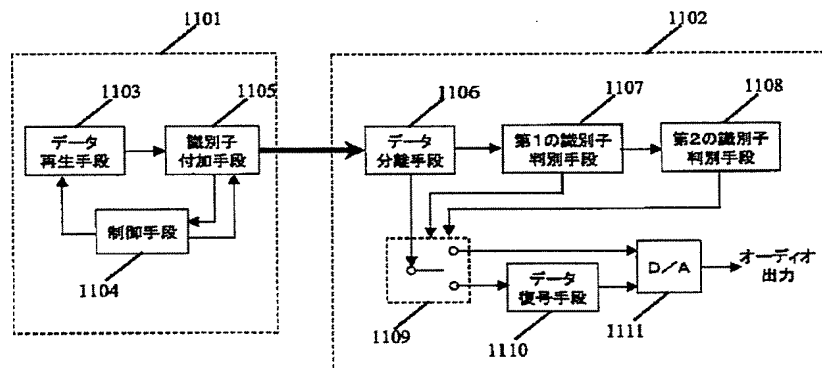 1101
1102
1103
1105
1106
1107
1108
データ
再生手段
識別子
付加手段
データ
分離手段
第1の識別子
判別手段
第2の識別子
判別手段
制御手段
1104
データ
復号手段
D/A
オーディオ
出力
1109
1110
1111